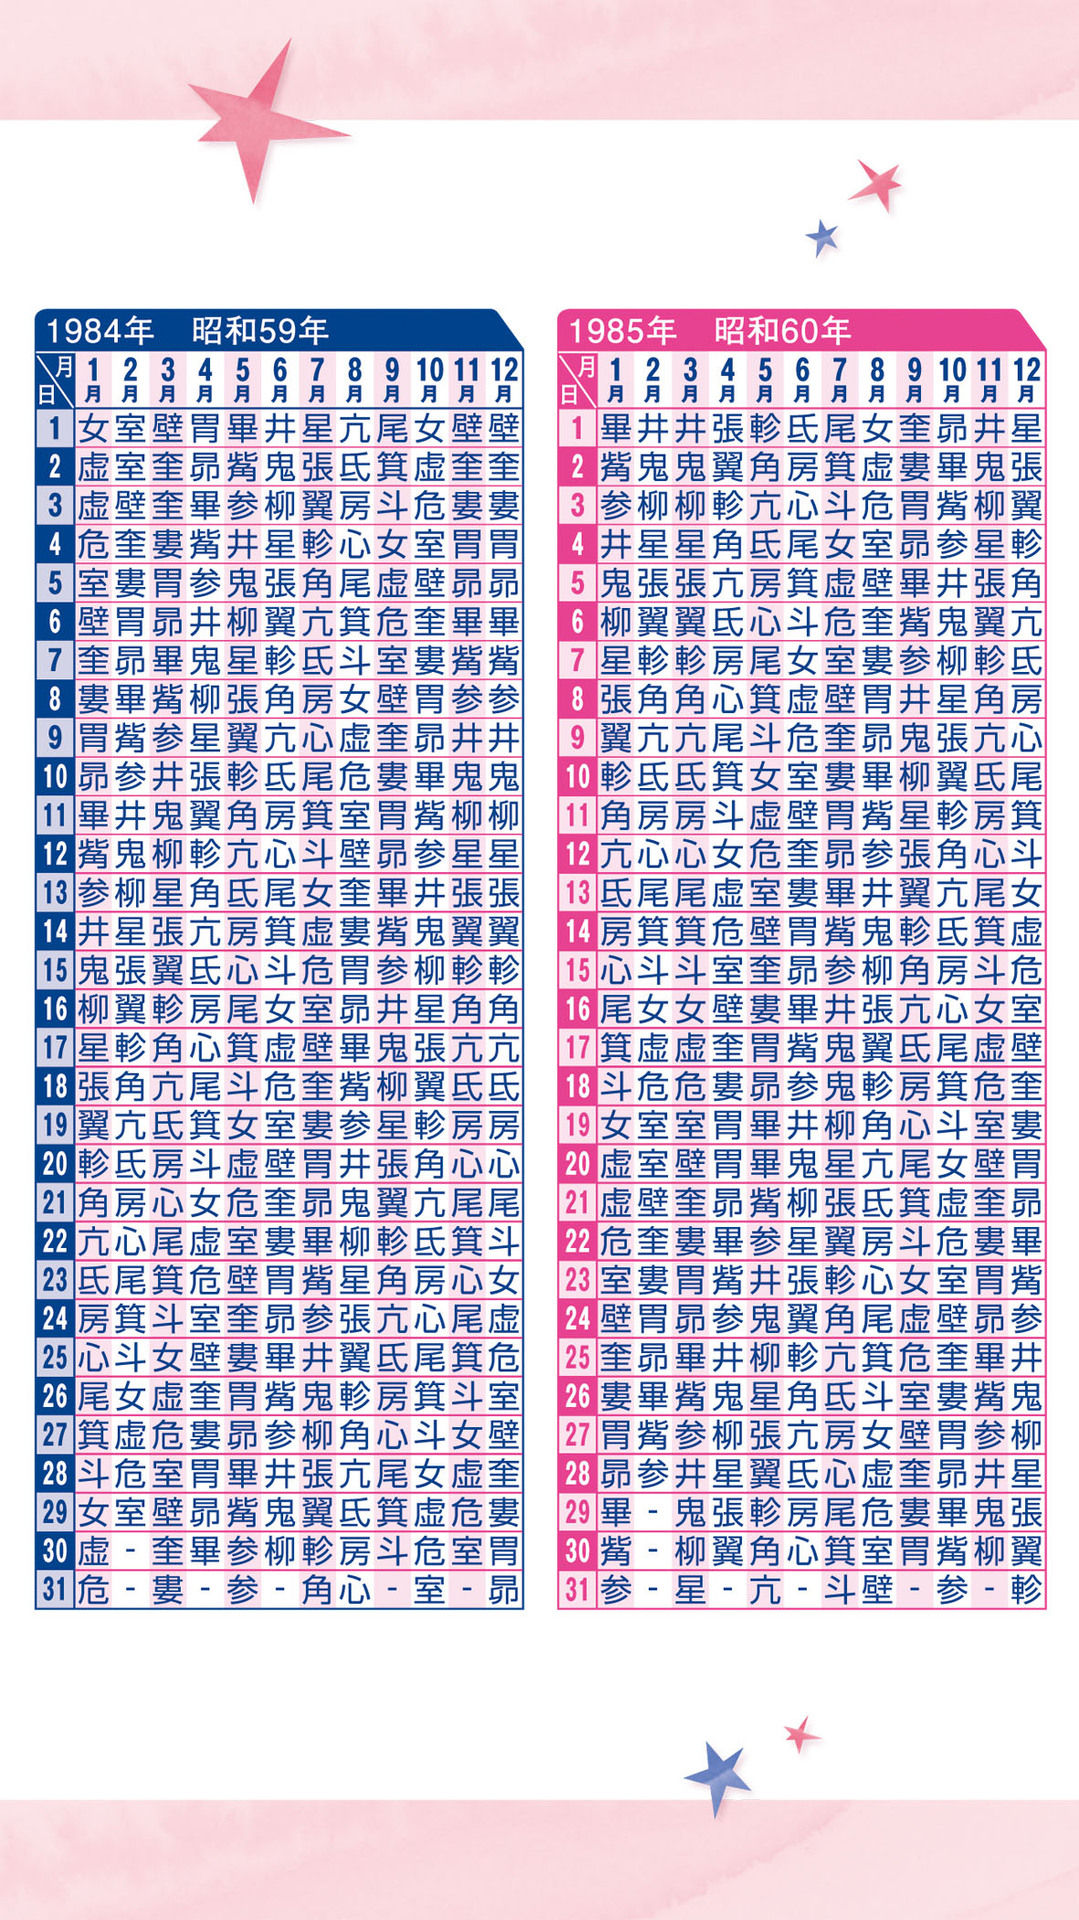 1984年 昭和59年
月 日 1月 2月 3月 4月 5月 6月 7月 8月 9月 10月 11月 12月
1 女 室 壁 胃 畢 井 星 亢 尾 女 壁 壁
2 虚 室 奎 昴 觜 鬼 張 氐 箕 虚 奎 奎
3 虚 壁 奎 畢 参 柳 翼 房 斗 危 婁 婁
4 危 奎 婁 觜 井 星 軫 心 女 室 胃 胃
5 室 婁 胃 参 鬼 張 角 尾 虚 壁 昴 昴
6 壁 胃 昴 井 柳 翼 亢 箕 危 奎 畢 畢
7 奎 昴 畢 鬼 星 軫 氐 斗 室 婁 觜 觜
8 婁 畢 觜 柳 張 角 房 女 壁 胃 参 参
9 胃 觜 参 星 翼 亢 心 虚 奎 昴 井 井
10 昴 参 井 張 軫 氐 尾 危 婁 畢 鬼 鬼
11 畢 井 鬼 翼 角 房 箕 室 胃 觜 柳 柳
12 觜 鬼 柳 軫 亢 心 斗 壁 昴 参 星 星
13 参 柳 星 角 氐 尾 女 奎 畢 井 張 張
14 井 星 張 亢 房 箕 虚 婁 觜 鬼 翼 翼
15 鬼 張 翼 氐 心 斗 危 胃 参 柳 軫 軫
16 柳 翼 軫 房 尾 女 室 昴 井 星 角 角
17 星 軫 角 心 箕 虚 壁 畢 鬼 張 亢 亢
18 張 角 亢 尾 斗 危 奎 觜 柳 翼 氐 氐
19 翼 亢 氐 箕 女 室 婁 参 星 軫 房 房
20 軫 氐 房 斗 虚 壁 胃 井 張 角 心 心
21 角 房 心 女 危 奎 昴 鬼 翼 亢 尾 尾
22 亢 心 尾 虚 室 婁 畢 柳 軫 氐 箕 斗
23 氐 尾 箕 危 壁 胃 觜 星 角 房 心 女
24 房 箕 斗 室 奎 昴 参 張 亢 心 尾 虚
25 心 斗 女 壁 婁 畢 井 翼 氐 尾 箕 危
26 尾 女 虚 奎 胃 觜 鬼 軫 房 箕 斗 室
27 箕 虚 危 婁 昴 参 柳 角 心 斗 女 壁
28 斗 危 室 胃 畢 井 張 亢 尾 女 虚 奎
29 女 室 壁 昴 觜 鬼 翼 氐 箕 虚 危 婁
30 虚 - 奎 畢 参 柳 軫 房 斗 危 室 胃
31 危 - 婁 - 参 - 角 心 - 室 - 昴
1985年 昭和60年
月 日 1月 2月 3月 4月 5月 6月 7月 8月 9月 10月 11月 12月
1 畢 井 井 張 軫 氐 尾 女 奎 昴 井 星
2 觜 鬼 鬼 翼 角 房 箕 虚 婁 畢 鬼 張
3 参 柳 柳 軫 亢 心 斗 危 胃 觜 柳 翼
4 井 星 星 角 氐 尾 女 室 昴 参 星 軫
5 鬼 張 張 亢 房 箕 虚 壁 畢 井 張 角
6 柳 翼 翼 氐 心 斗 危 奎 觜 鬼 翼 亢
7 星 軫 軫 房 尾 女 室 婁 参 柳 軫 氐
8 張 角 角 心 箕 虚 壁 胃 井 星 角 房
9 翼 亢 亢 尾 斗 危 奎 昴 鬼 張 亢 心
10 軫 氐 氐 箕 女 室 婁 畢 柳 翼 氐 尾
11 角 房 房 斗 虚 壁 胃 觜 星 軫 房 箕
12 亢 心 心 女 危 奎 昴 参 張 角 心 斗
13 氐 尾 尾 虚 室 婁 畢 井 翼 亢 尾 女
14 房 箕 箕 危 壁 胃 觜 鬼 軫 氐 箕 虚
15 心 斗 斗 室 奎 昴 参 柳 角 房 斗 危
16 尾 女 女 壁 婁 畢 井 張 亢 心 女 室
17 箕 虚 虚 奎 胃 觜 鬼 翼 氐 尾 虚 壁
18 斗 危 危 婁 昴 参 鬼 軫 房 箕 危 奎
19 女 室 室 胃 畢 井 柳 角 心 斗 室 婁
20 虚 室 壁 胃 畢 鬼 星 亢 尾 女 壁 胃
21 虚 壁 奎 昴 觜 柳 張 氐 箕 虚 奎 昴
22 危 奎 婁 畢 参 星 翼 房 斗 危 婁 畢
23 室 婁 胃 觜 井 張 軫 心 女 室 胃 觜
24 壁 胃 昴 参 鬼 翼 角 尾 虚 壁 昴 参
25 奎 昴 畢 井 柳 軫 亢 箕 危 奎 畢 井
26 婁 畢 觜 鬼 星 角 氐 斗 室 婁 觜 鬼
27 胃 觜 参 柳 張 亢 房 女 壁 胃 参 柳
28 昴 参 井 星 翼 氐 心 虚 奎 昴 井 星
29 畢 - 鬼 張 軫 房 尾 危 婁 畢 鬼 張
30 觜 - 柳 翼 角 心 箕 室 胃 觜 柳 翼
31 参 - 星 - 亢 - 斗 壁 - 参 - 軫